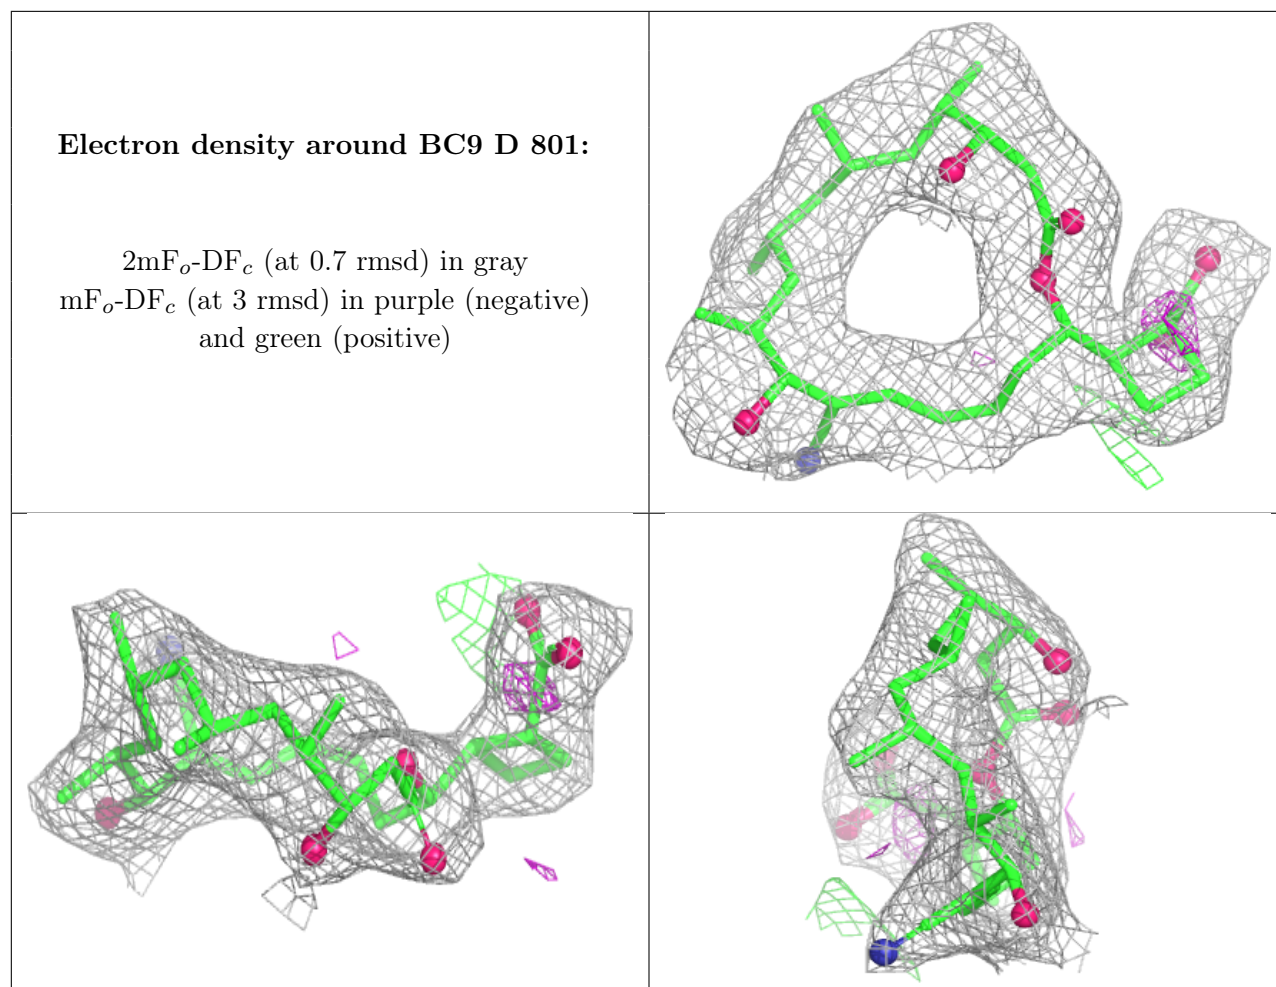 Electron density around BC9 D 801:
2mFo-DFc (at 0.7 rmsd) in gray
mFo-DFc (at 3 rmsd) in purple (negative)
and green (positive)